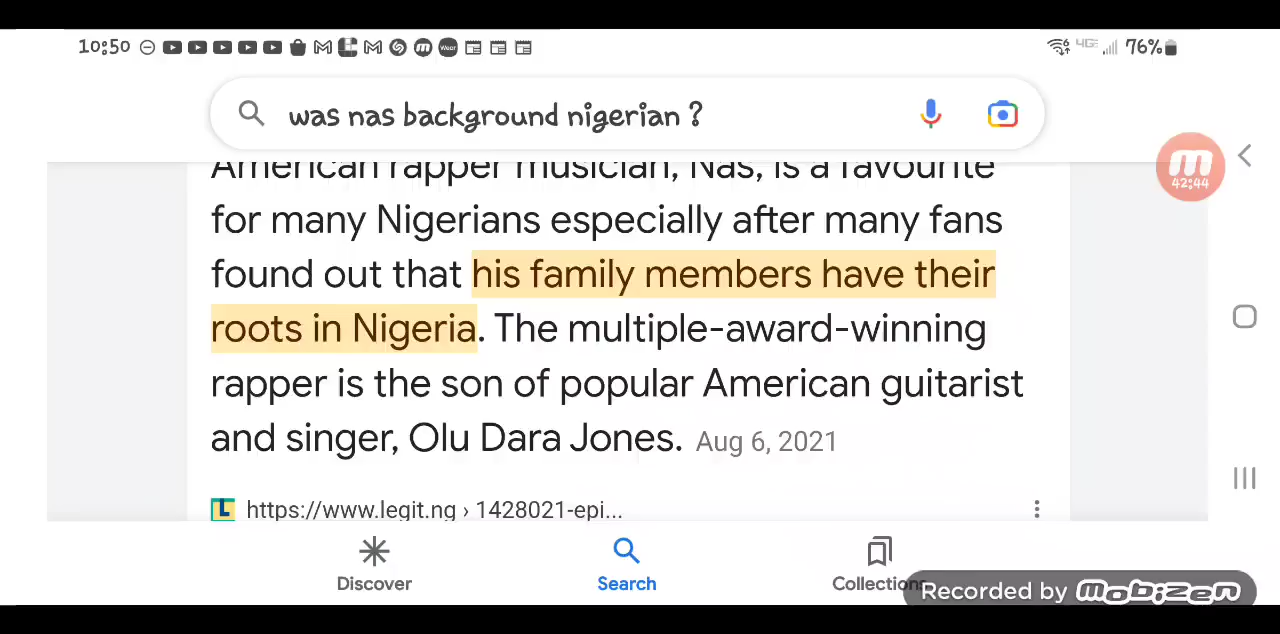 10:50
Wear
4GE
76%
was nas background nigerian ?
42:44
American rapper musician, Nas, is a favourite
for many Nigerians especially after many fans
found out that his family members have their
roots in Nigeria. The multiple-award-winning
rapper is the son of popular American guitarist
and singer, Olu Dara Jones. Aug 6, 2021
L https://www.legit.ng › 1428021-epi...
Discover
Search
Collections
Recorded by mobizen